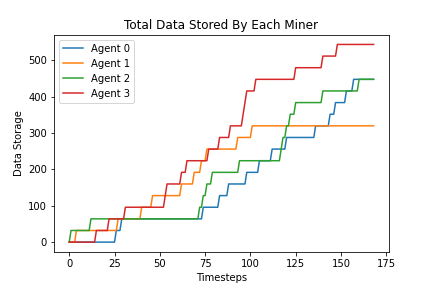 Total Data Stored By Each Miner
Agent 0
Agent 1
Agent 2
Agent 3
Data Storage
500
400
300
200
100
0
0 25 50 75 100 125 150 175
Timesteps